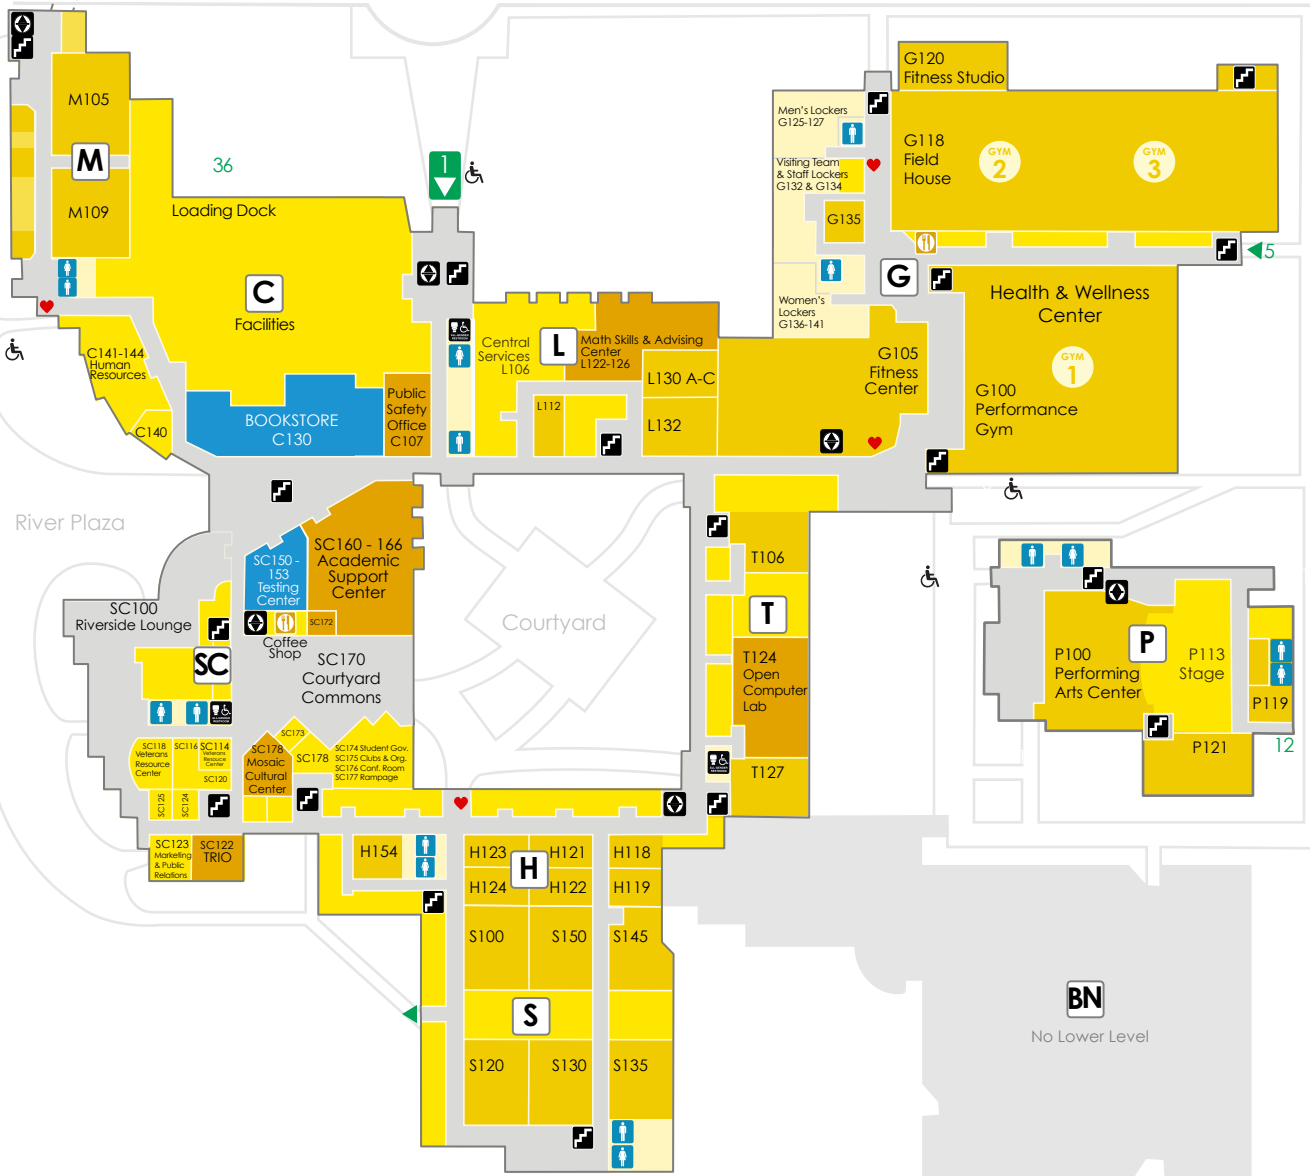 M105
M
M109
36
Loading Dock
C
Facilities
1
C141-144
Human
Resources
C140
BOOKSTORE
C130
Public
Safety
Office
C107
Central
Services
L106
L
Math Skills & Advising
Center
L122-126
L130 A-C
L112
L132
Men's Lockers
G125-127
Visiting Team
& Staff Lockers
G132 & G134
G135
Women's
Lockers
G136-141
G120
Fitness Studio
G118
Field
House
GYM
2
GYM
3
5
G
Health & Wellness
Center
G105
Fitness
Center
GYM
1
G100
Performance
Gym
River Plaza
SC160 - 166
Academic
Support
Center
SC150 -
153
Testing
Center
SC172
Coffee
Shop
SC100
Riverside Lounge
SC
SC170
Courtyard
Commons
Courtyard
T106
T
T124
Open
Computer
Lab
T127
P100
Performing
Arts Center
P
P113
Stage
P119
P121
12
SC118
Veterans
Resource
Center
SC116
SC114
Veterans
Resource
Center
SC120
SC125
SC124
SC123
Marketing
& Public
Relations
SC122
TRIO
SC178
Mosaic
Cultural
Center
SC173
SC178
SC174 Student Gov.
SC175 Clubs & Org.
SC176 Conf. Room
SC177 Rampage
H154
H123
H
H121
H118
H124
H122
H119
S100
S150
S145
S
S120
S130
S135
BN
No Lower Level